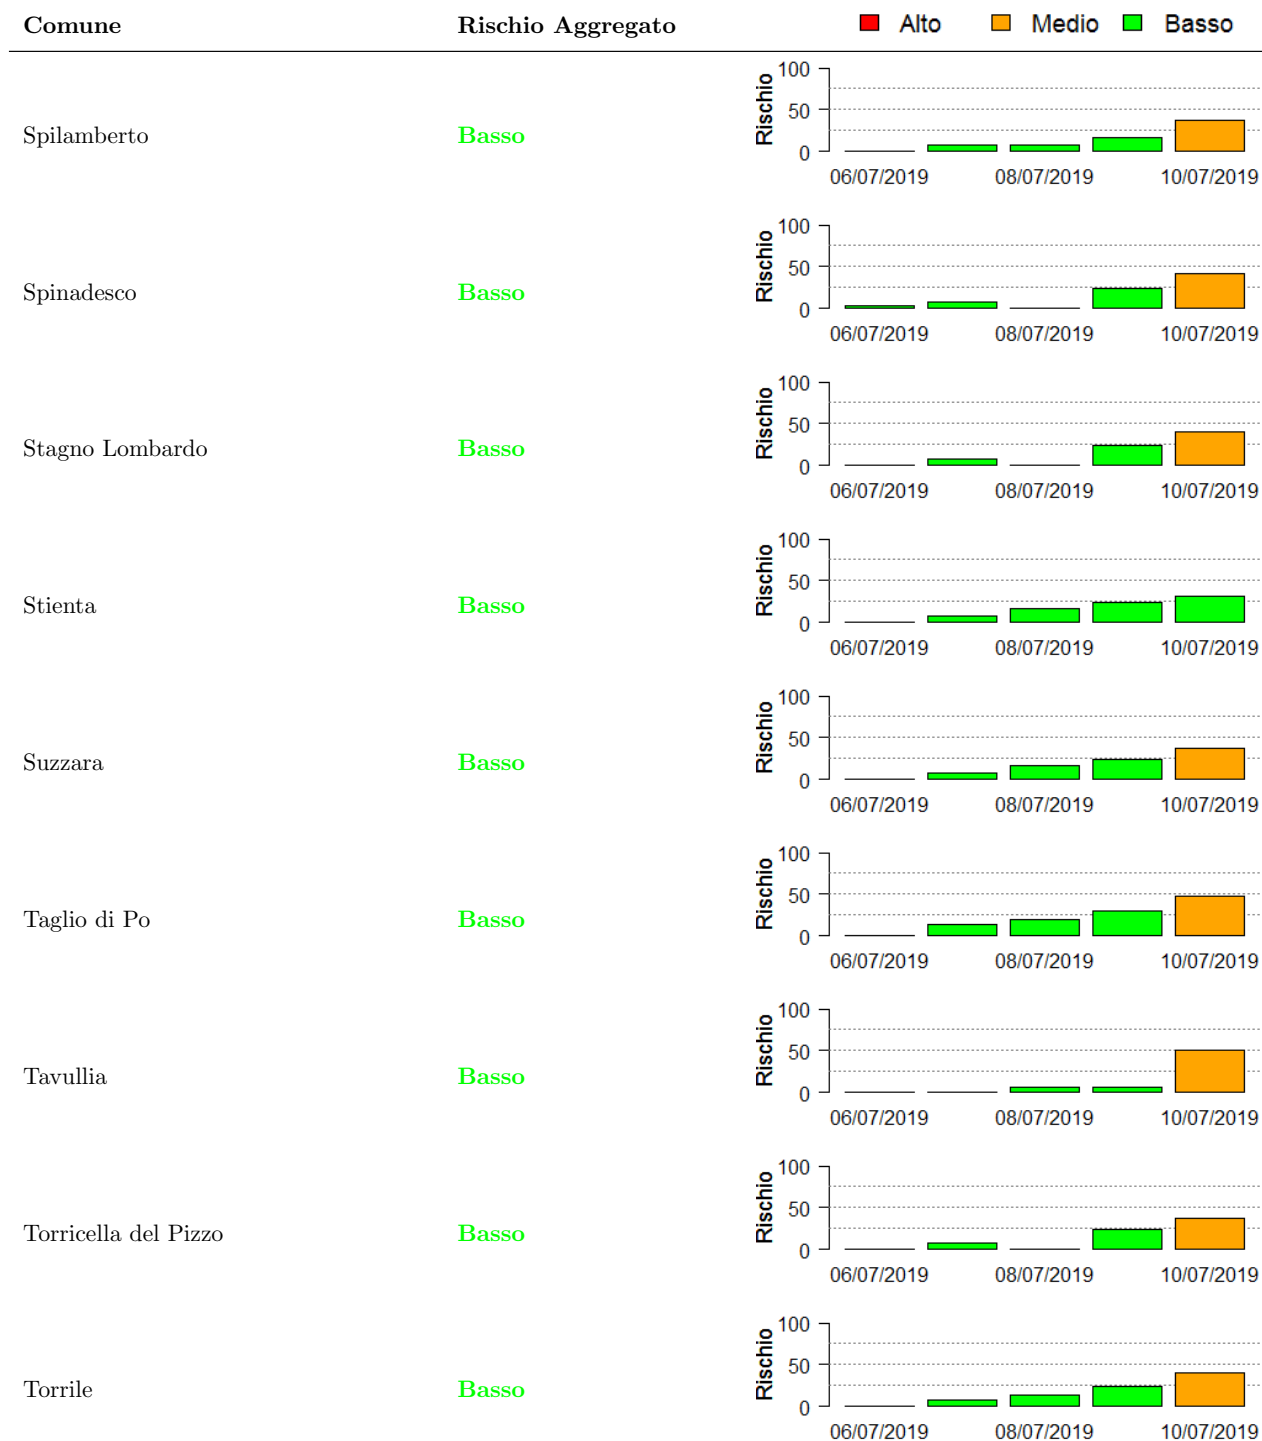 Comune Rischio Aggregato Alto Medio Basso
Spilamberto Basso
Rischio
100
50
0
06/07/2019 08/07/2019 10/07/2019
Spinadesco Basso
Rischio
100
50
0
06/07/2019 08/07/2019 10/07/2019
Stagno Lombardo Basso
Rischio
100
50
0
06/07/2019 08/07/2019 10/07/2019
Stienta Basso
Rischio
100
50
0
06/07/2019 08/07/2019 10/07/2019
Suzzara Basso
Rischio
100
50
0
06/07/2019 08/07/2019 10/07/2019
Taglio di Po Basso
Rischio
100
50
0
06/07/2019 08/07/2019 10/07/2019
Tavullia Basso
Rischio
100
50
0
06/07/2019 08/07/2019 10/07/2019
Torricella del Pizzo Basso
Rischio
100
50
0
06/07/2019 08/07/2019 10/07/2019
Torrile Basso
Rischio
100
50
0
06/07/2019 08/07/2019 10/07/2019